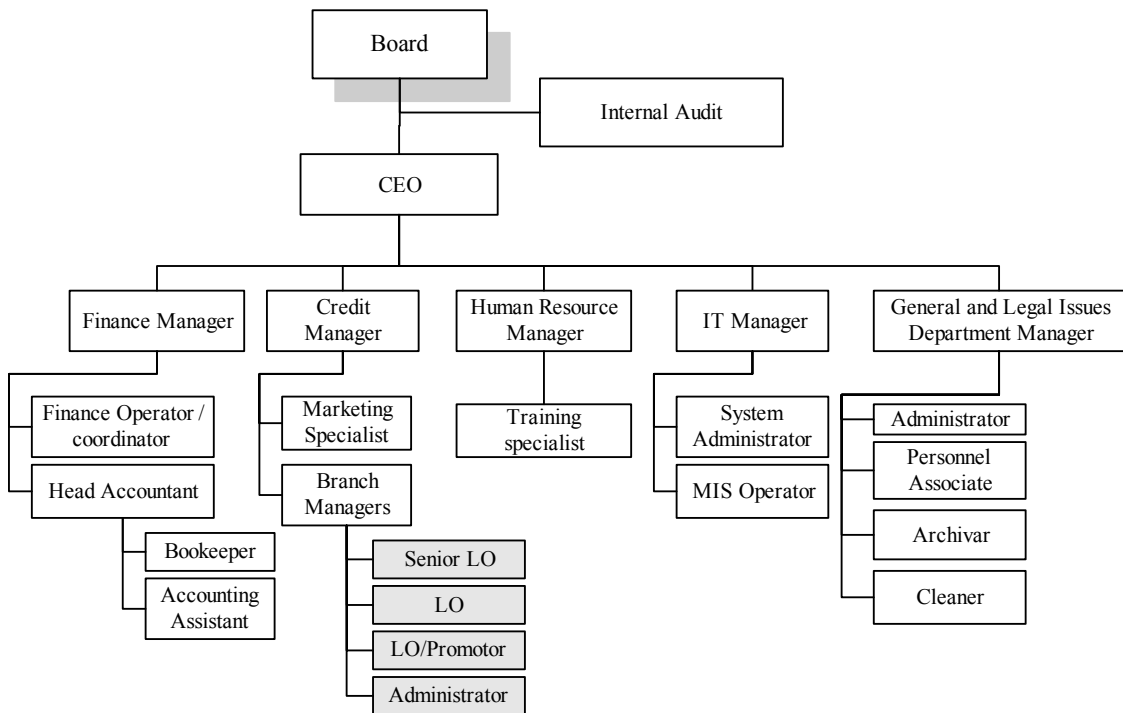 Board
Internal Audit
CEO
Finance Manager
Credit
Manager
Human Resource
Manager
IT Manager
General and Legal Issues
Department Manager
Finance Operator /
coordinator
Head Accountant
Bookeeper
Accounting
Assistant
Marketing
Specialist
Branch
Managers
Senior LO
LO
LO/Promotor
Administrator
Training
specialist
System
Administrator
MIS Operator
Administrator
Personnel
Associate
Archivar
Cleaner